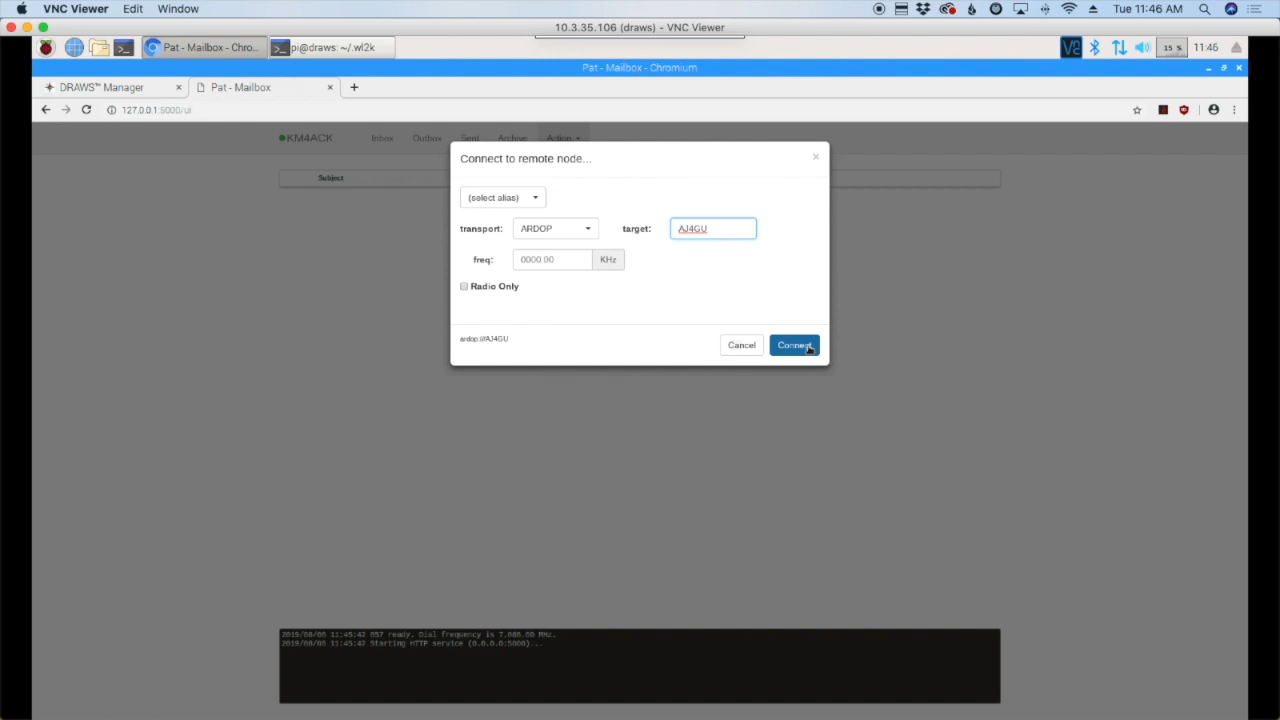 VNC Viewer Edit Window Tue 11:46 AM
10.3.35.106 (draws) - VNC Viewer
Pat - Mailbox - Chro... pi@draws: ~/.wl2k 15 % 11:46
Pat - Mailbox - Chromium
DRAWS™ Manager × Pat - Mailbox × +
127.0.0.1:5000/ui
KM4ACK Inbox Outbox Sent Archive Action
Subject
Connect to remote node... ×
(select alias)
transport: ARDOP target: AJ4GU
freq: 0000.00 KHz
Radio Only
ardop:///AJ4GU Cancel Connect
2019/08/06 11:45:42 857 ready. Dial frequency is
2019/08/06 11:45:42 Starting HTTP service (0.0.0.0:5000)...